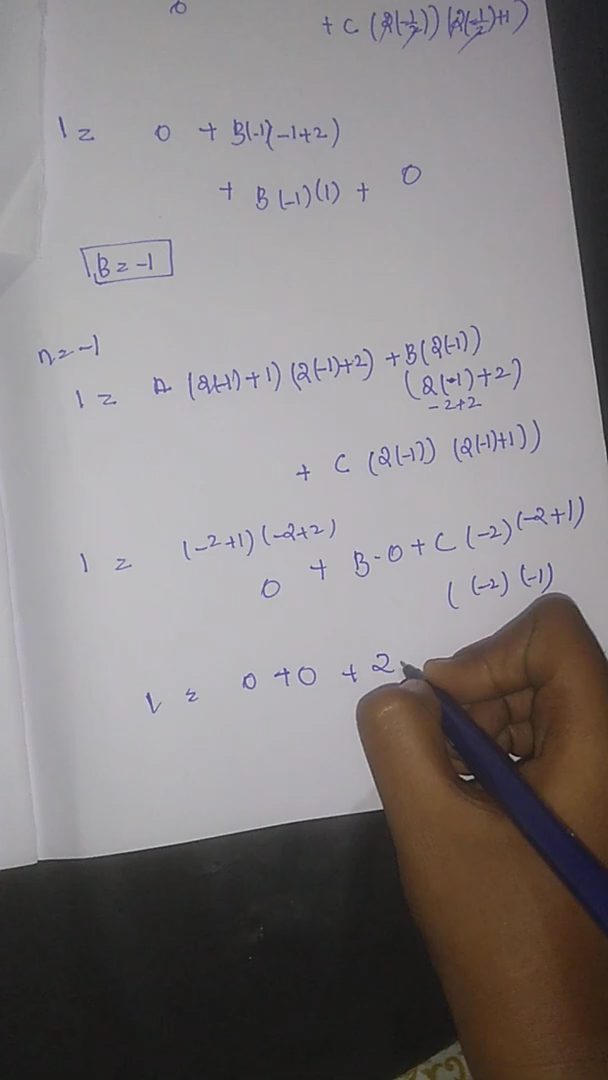 0
+ C (2(-1/2)) (2(-1/2)+1)
1 = 0 + B(-1)(-1+2)
+ B(-1)(1) + 0
B = -1
n = -1
1 = A (2(-1)+1) (2(-1)+2) + B(2(-1))
(2(-1)+2)
-2+2
+ C (2(-1)) (2(-1)+1))
1 = (-2+1) (-2+2)
0 + B-0 + C (-2) (-2+1)
( (-2) (-1)
1 = 0 + 0 + 2